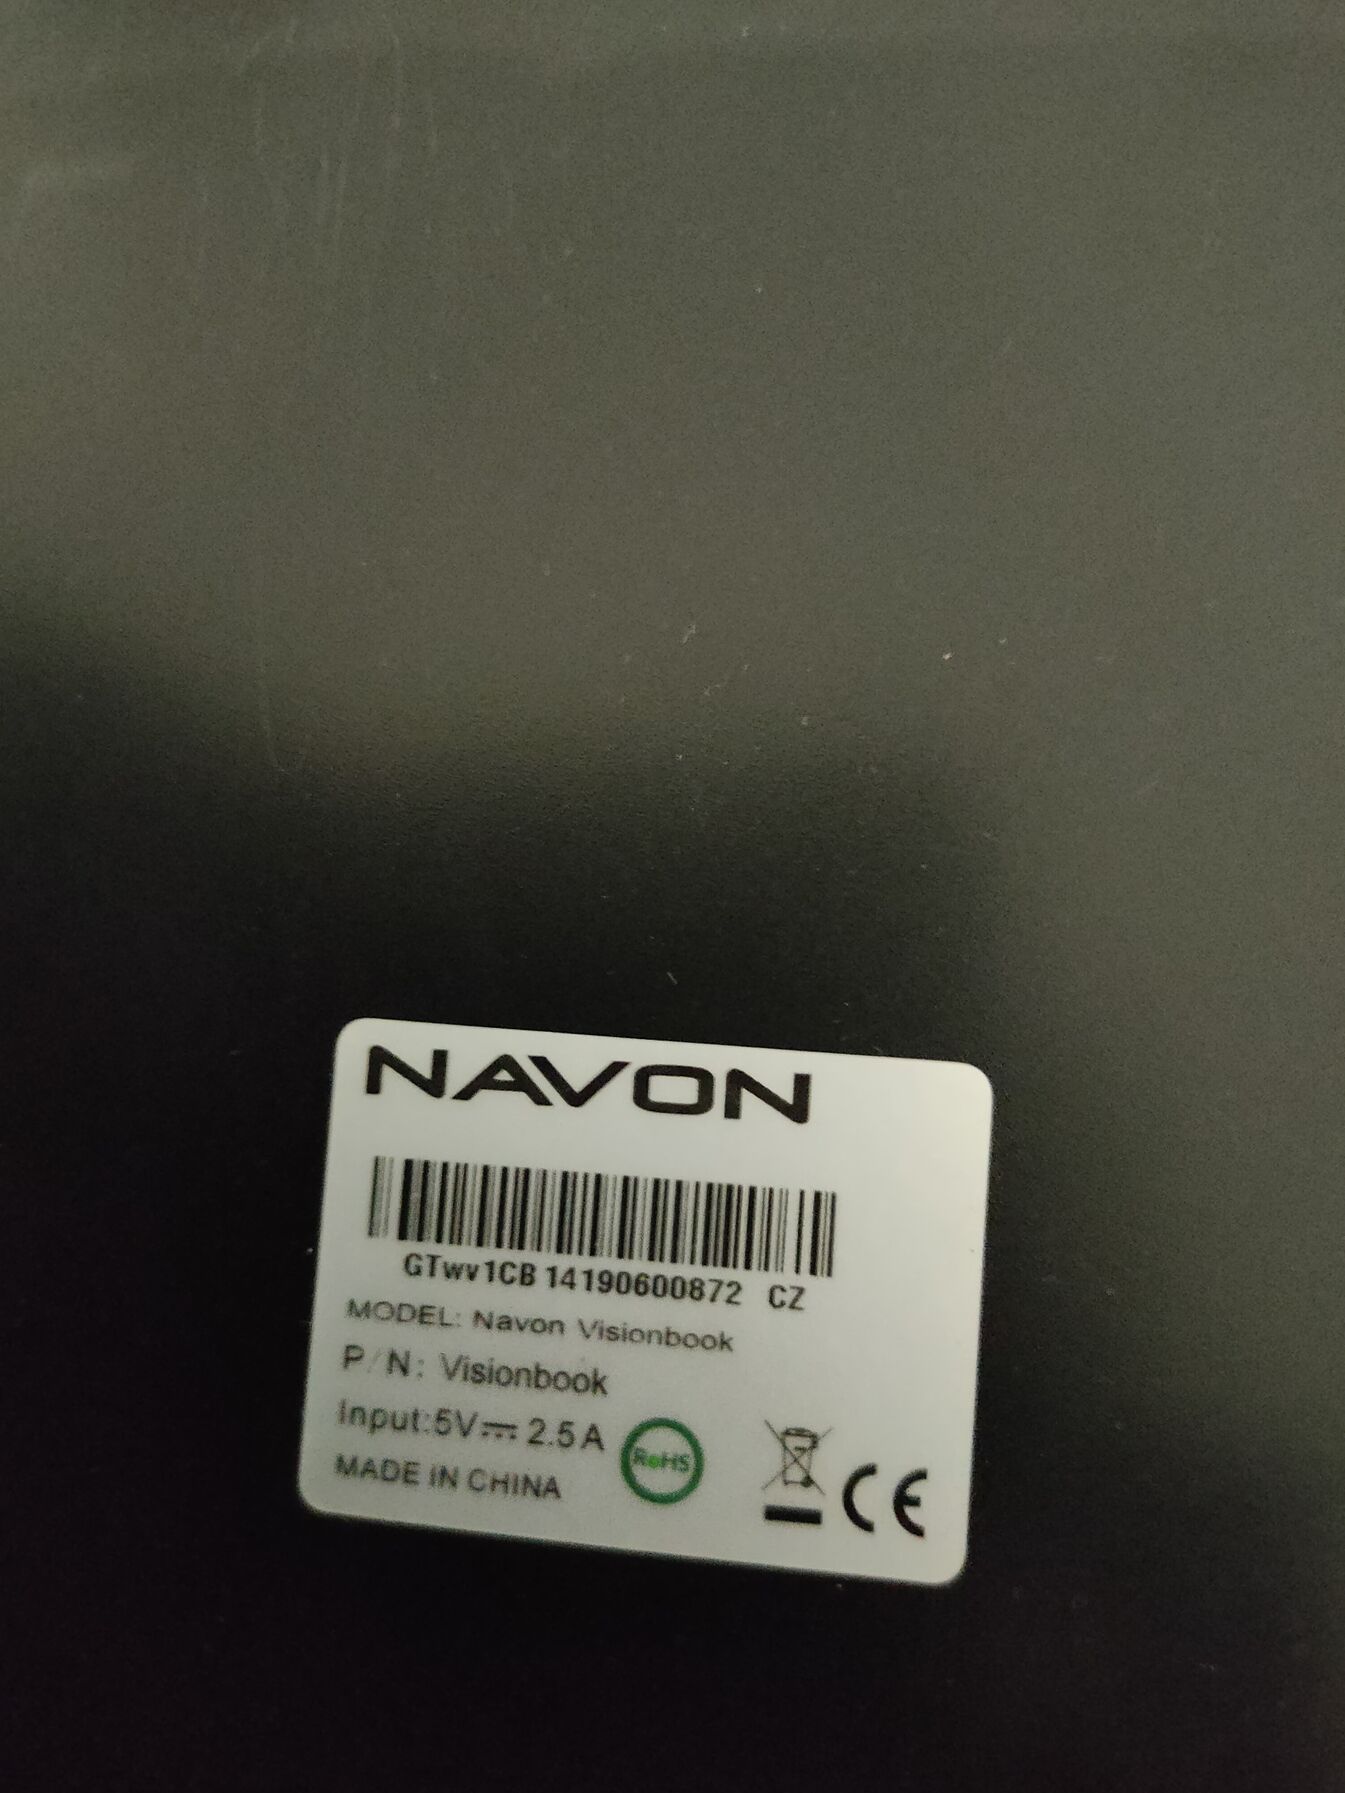 NAVON
GTwv1CB 14190600872 CZ
MODEL: Navon Visionbook
P/N: Visionbook
Input:5V⎓2.5A
MADE IN CHINA
RoHS
CE